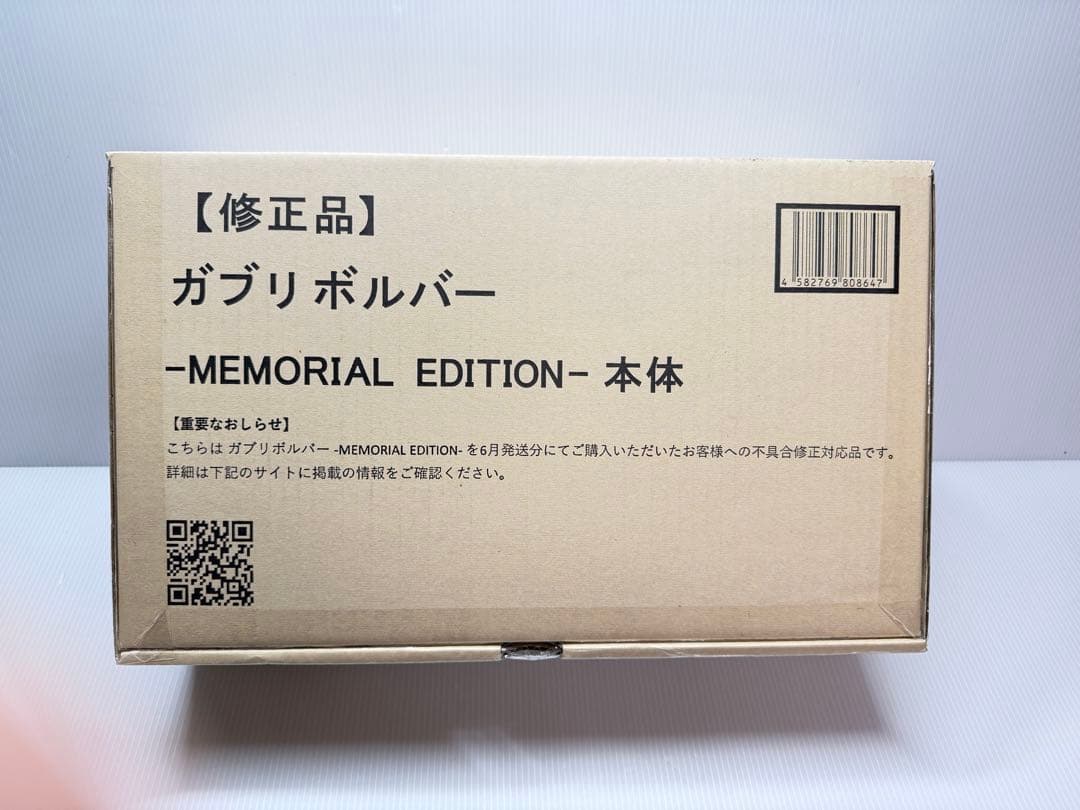 【修正品】
ガブリボルバー
-MEMORIAL EDITION- 本体
【重要なおしらせ】
こちらは ガブリボルバー -MEMORIAL EDITION- を6月発送分にてご購入いただいたお客様への不具合修正対応品です。
詳細は下記のサイトに掲載の情報をご確認ください。
4 582769 808647